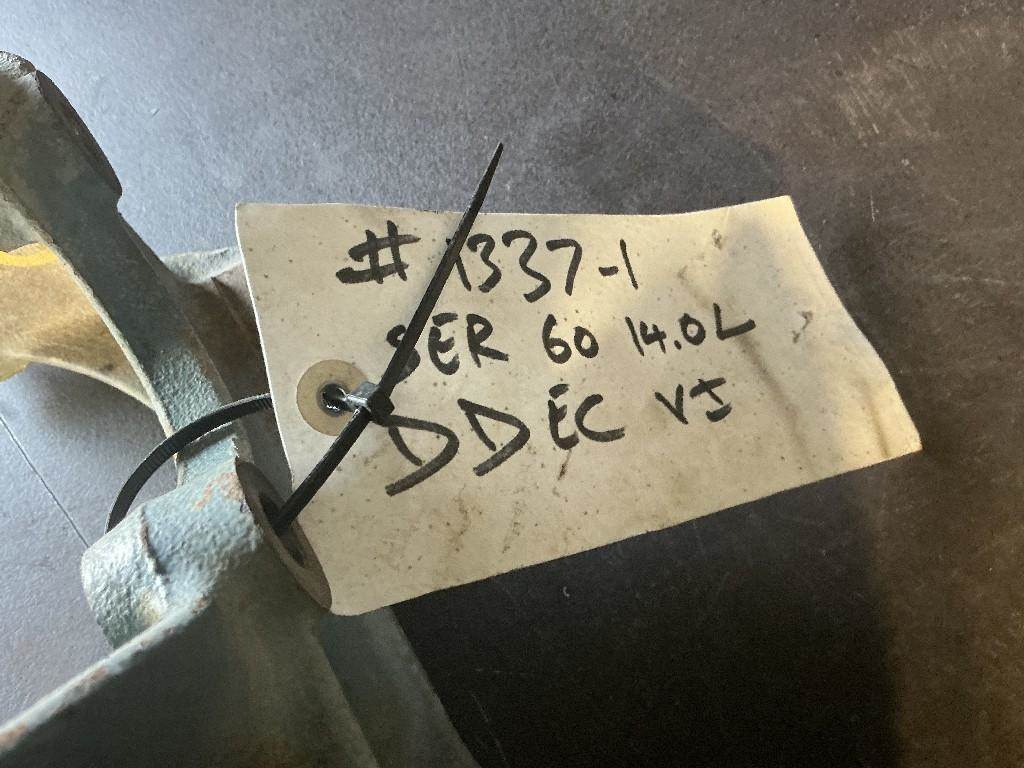 # 1337-1
SER 60 14.0L
DDEC VI